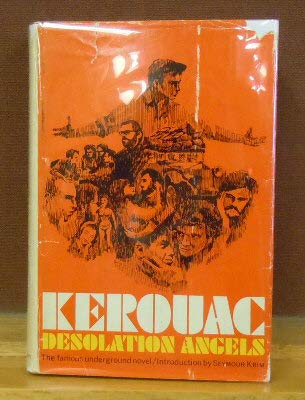 KEROUAC
DESOLATION ANGELS
The famous underground novel/Introduction by SEYMOUR KRIM